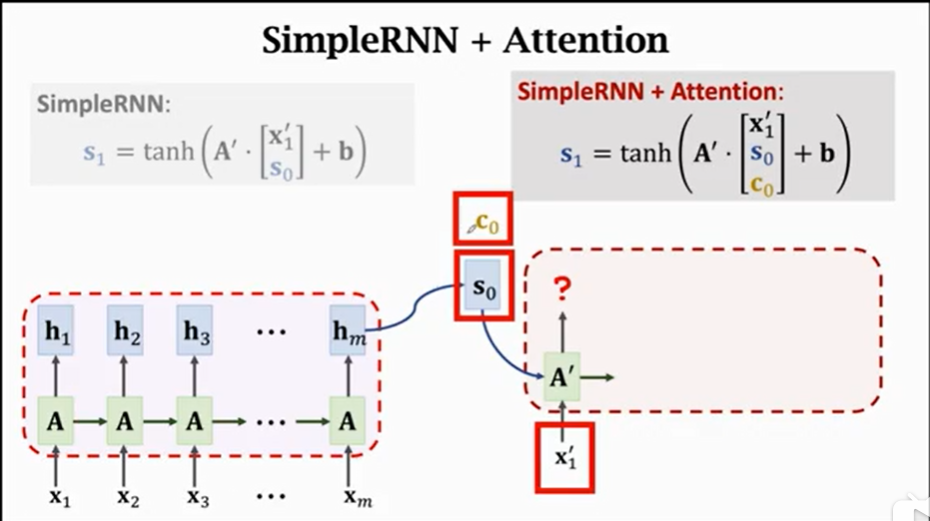 SimpleRNN + Attention
SimpleRNN:
s₁ = tanh(A′ · [x′₁ s₀] + b)
SimpleRNN + Attention:
s₁ = tanh(A′ · [x′₁ s₀ c₀] + b)
c₀
s₀
?
h₁ h₂ h₃ ... hₘ
A′
A A A ... A
x′₁
x₁ x₂ x₃ ... xₘ